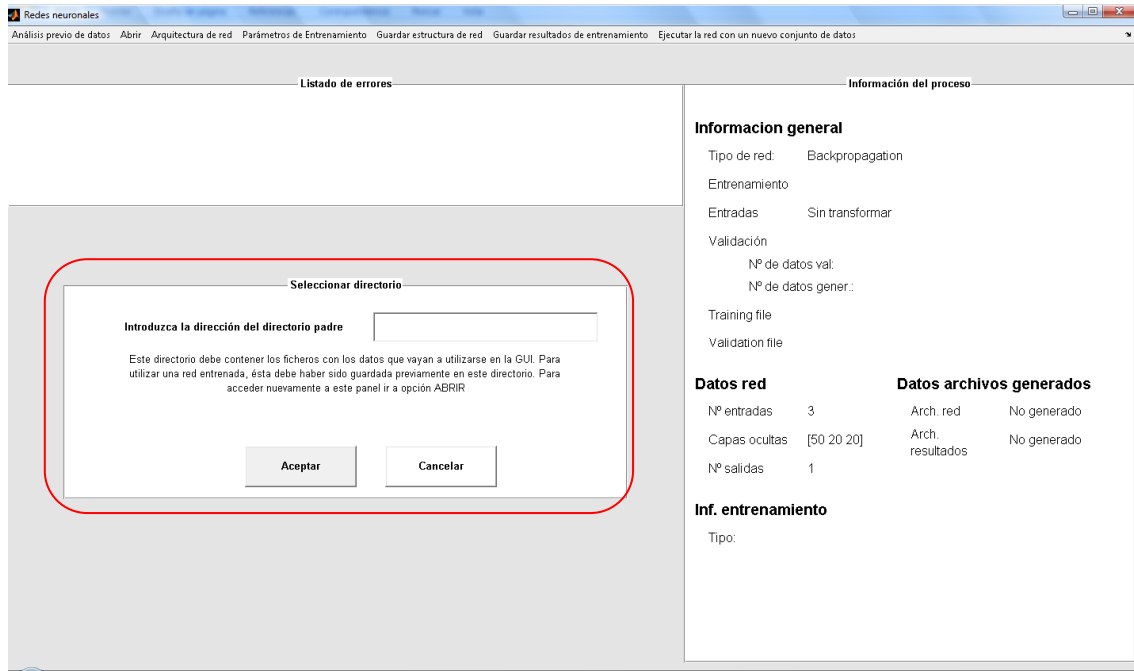 Redes neuronales
Análisis previo de datos Abrir Arquitectura de red Parámetros de Entrenamiento Guardar estructura de red Guardar resultados de entrenamiento Ejecutar la red con un nuevo conjunto de datos
Listado de errores
Seleccionar directorio
Introduzca la dirección del directorio padre
Este directorio debe contener los ficheros con los datos que vayan a utilizarse en la GUI. Para
utilizar una red entrenada, ésta debe haber sido guardada previamente en este directorio. Para
acceder nuevamente a este panel ir a opción ABRIR
Aceptar Cancelar
Información del proceso
Informacion general
Tipo de red: Backpropagation
Entrenamiento
Entradas Sin transformar
Validación
Nº de datos val:
Nº de datos gener.:
Training file
Validation file
Datos red
Nº entradas 3
Capas ocultas [50 20 20]
Nº salidas 1
Datos archivos generados
Arch. red No generado
Arch.
resultados No generado
Inf. entrenamiento
Tipo: